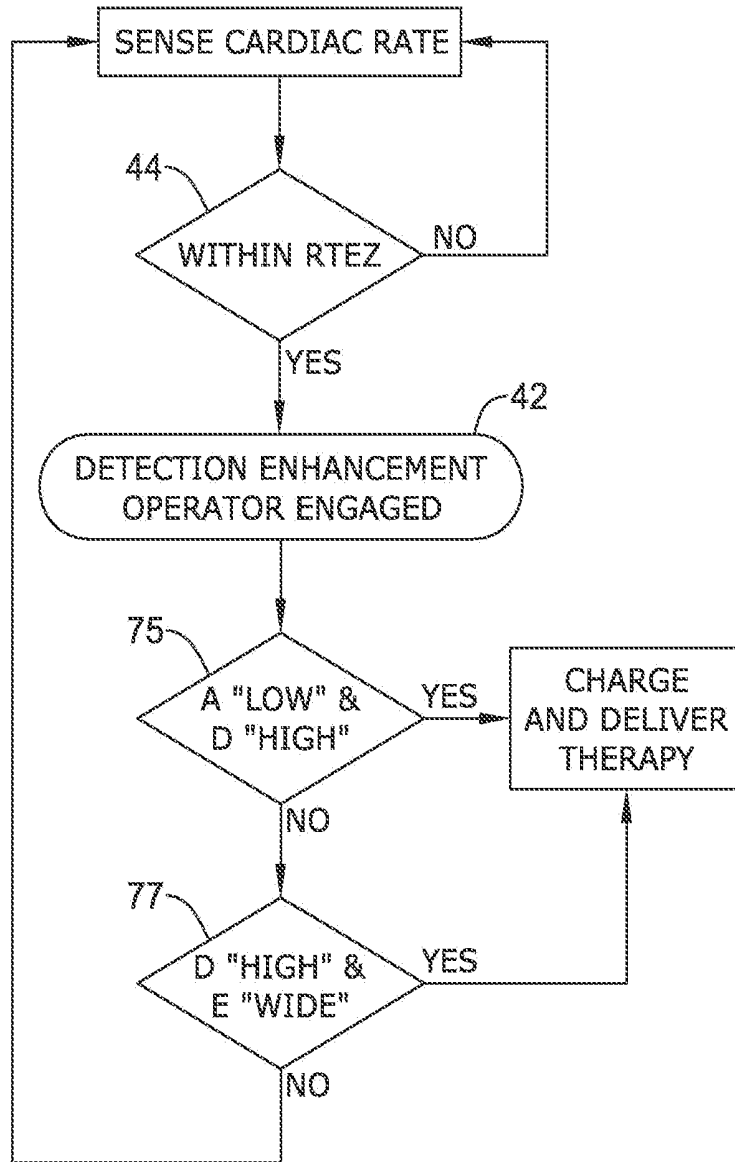 SENSE CARDIAC RATE
44
WITHIN RTEZ
NO
YES
42
DETECTION ENHANCEMENT
OPERATOR ENGAGED
75
A "LOW" &
D "HIGH"
YES
CHARGE
AND DELIVER
THERAPY
NO
77
D "HIGH" &
E "WIDE"
YES
NO